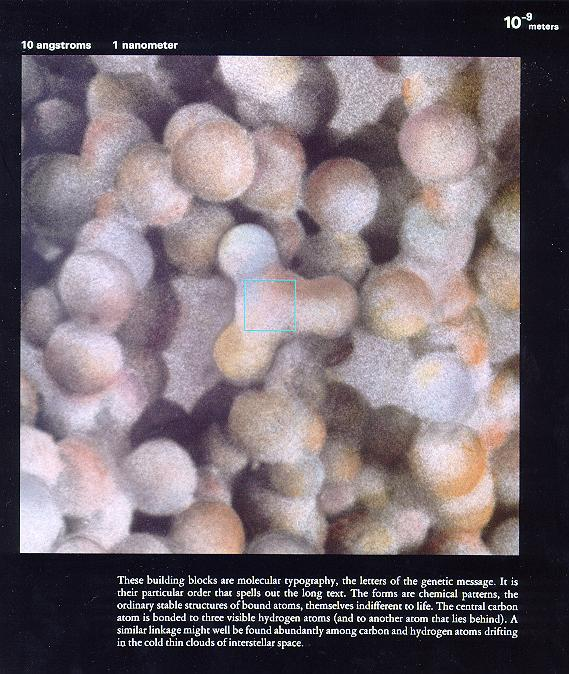 10⁻⁹ meters
10 angstroms 1 nanometer
These building blocks are molecular typography, the letters of the genetic message. It is
their particular order that spells out the long text. The forms are chemical patterns, the
ordinary stable structures of bound atoms, themselves indifferent to life. The central carbon
atom is bonded to three visible hydrogen atoms (and to another atom that lies behind). A
similar linkage might well be found abundantly among carbon and hydrogen atoms drifting
in the cold thin clouds of interstellar space.